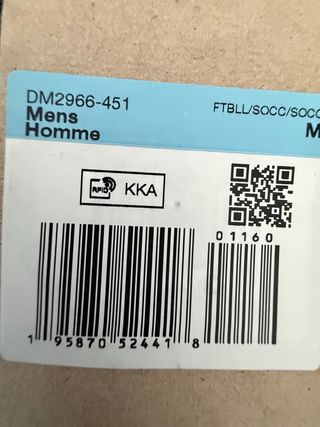 DM2966-451
Mens FTBLL/SOCC/SOCC
Homme M
RFID KKA
01160
1 95870 52441 8